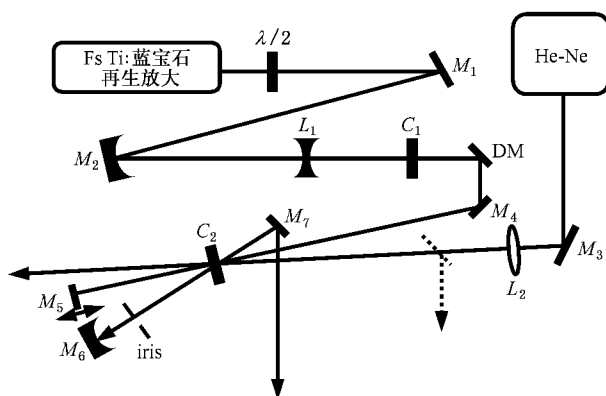 Fs Ti:蓝宝石
再生放大
λ/2
M₁
He-Ne
M₂
L₁
C₁
DM
M₄
M₇
C₂
L₂
M₃
M₅
M₆
iris